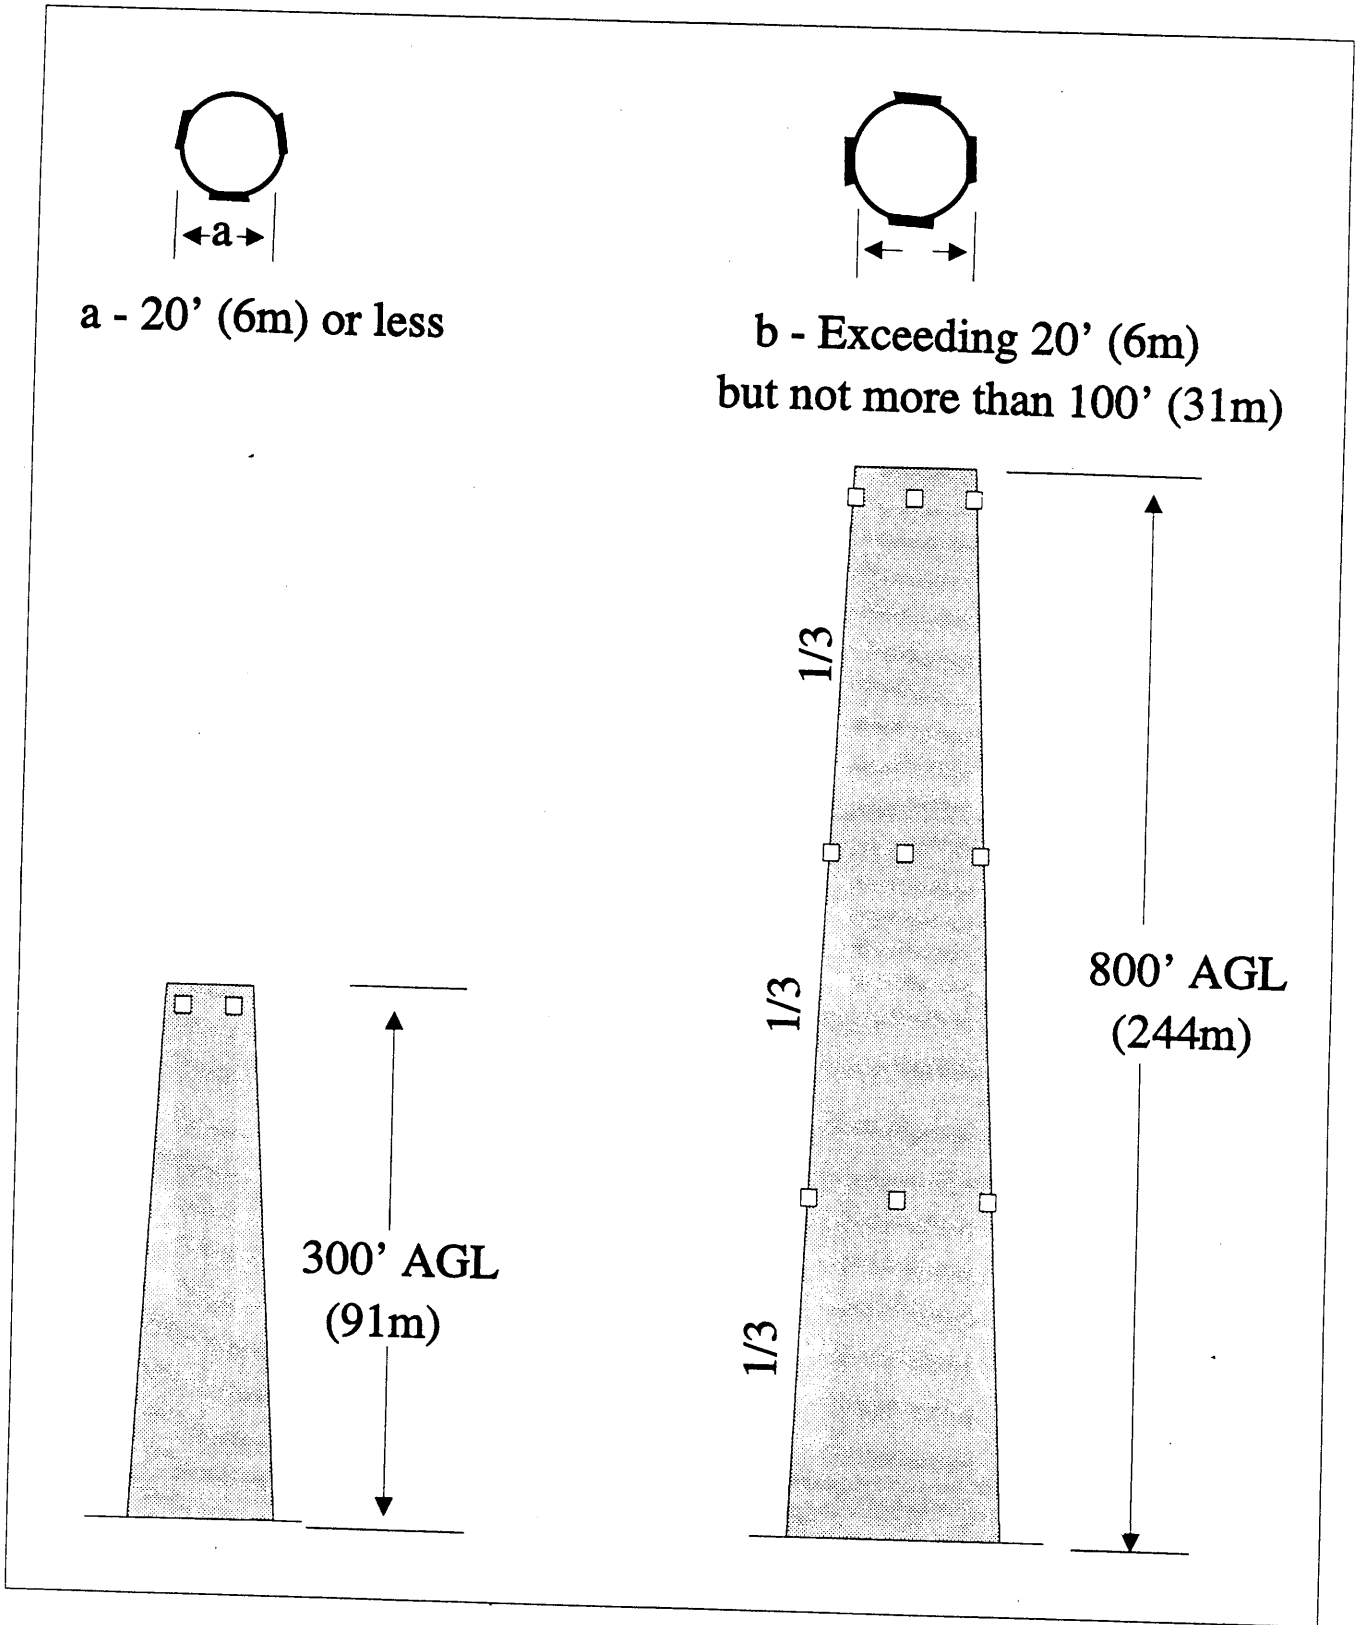 a
a - 20’ (6m) or less
b - Exceeding 20’ (6m)
but not more than 100’ (31m)
1/3
1/3
800’ AGL
(244m)
300’ AGL
(91m)
1/3